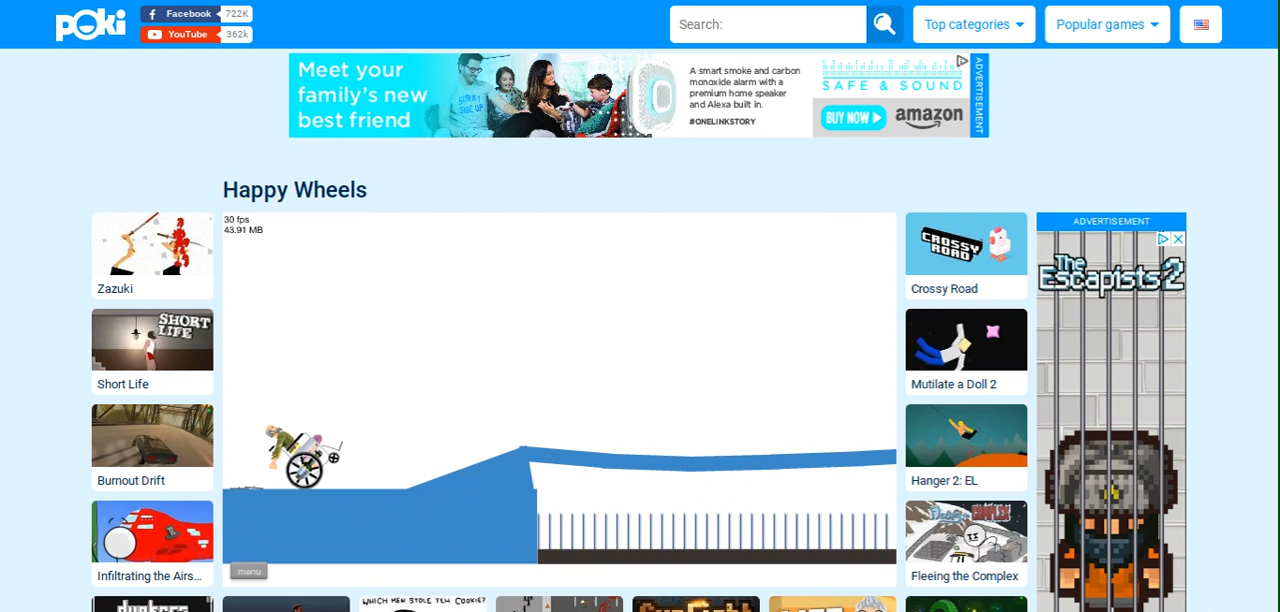 POKi
Facebook 722K
YouTube 362k
Search:
Top categories
Popular games
Meet your
family's new
best friend
A smart smoke and carbon
monoxide alarm with a
premium home speaker
and Alexa built in.
#ONELINKSTORY
SAFE & SOUND
BUY NOW
amazon
ADVERTISEMENT
Happy Wheels
30 fps
43.91 MB
menu
Zazuki
SHORT
LIFE
Short Life
Burnout Drift
Infiltrating the Airs...
CROSSY
ROAD
Crossy Road
Mutilate a Doll 2
Hanger 2: EL
Fleeing the Complex
ADVERTISEMENT
The
Escapists 2
WHICH MEN STOLE TEH COOKIE?